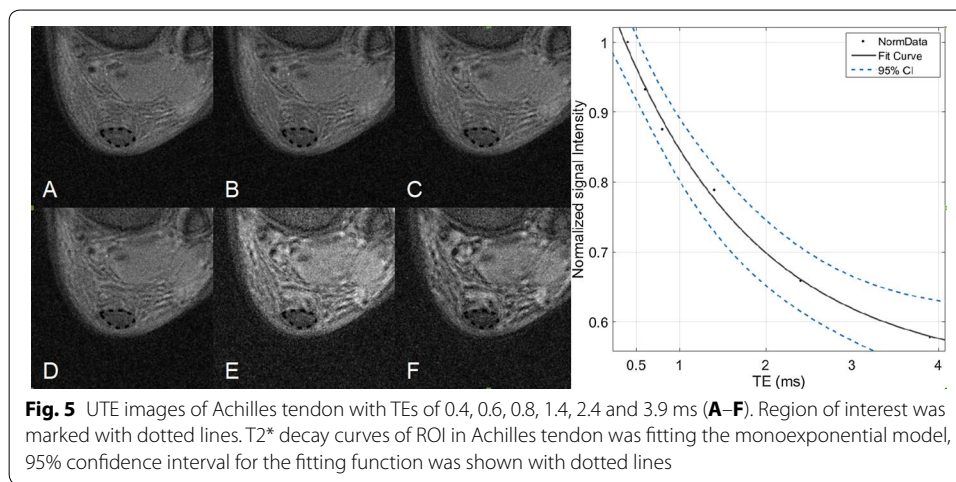 A
B
C
D
E
F
NormData
Fit Curve
95% CI
1
0.9
0.8
0.7
0.6
Normalized signal Intensity
0.5
1
2
3
4
TE (ms)
Fig. 5 UTE images of Achilles tendon with TEs of 0.4, 0.6, 0.8, 1.4, 2.4 and 3.9 ms (A–F). Region of interest was
marked with dotted lines. T2* decay curves of ROI in Achilles tendon was fitting the monoexponential model,
95% confidence interval for the fitting function was shown with dotted lines